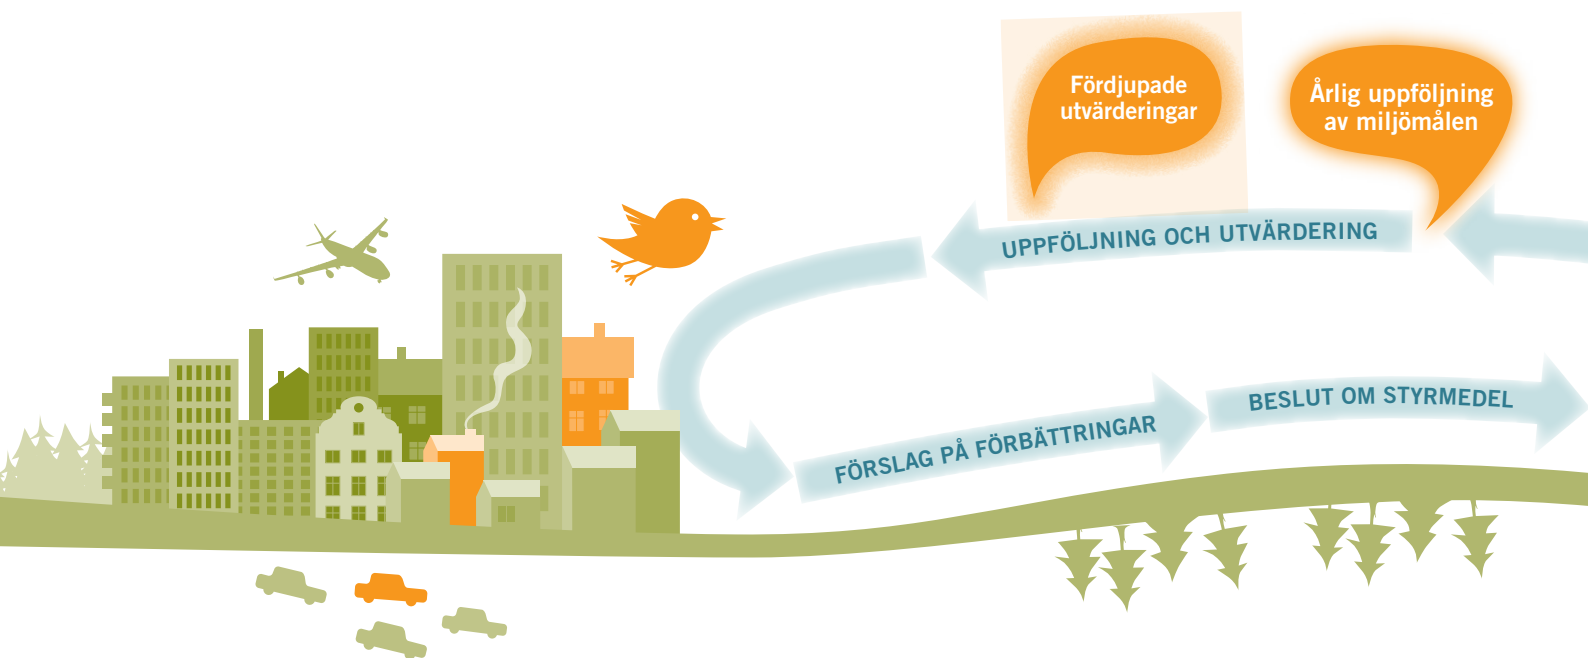 Fördjupade
utvärderingar
Årlig uppföljning
av miljömålen
UPPFÖLJNING OCH UTVÄRDERING
FÖRSLAG PÅ FÖRBÄTTRINGAR
BESLUT OM STYRMEDEL